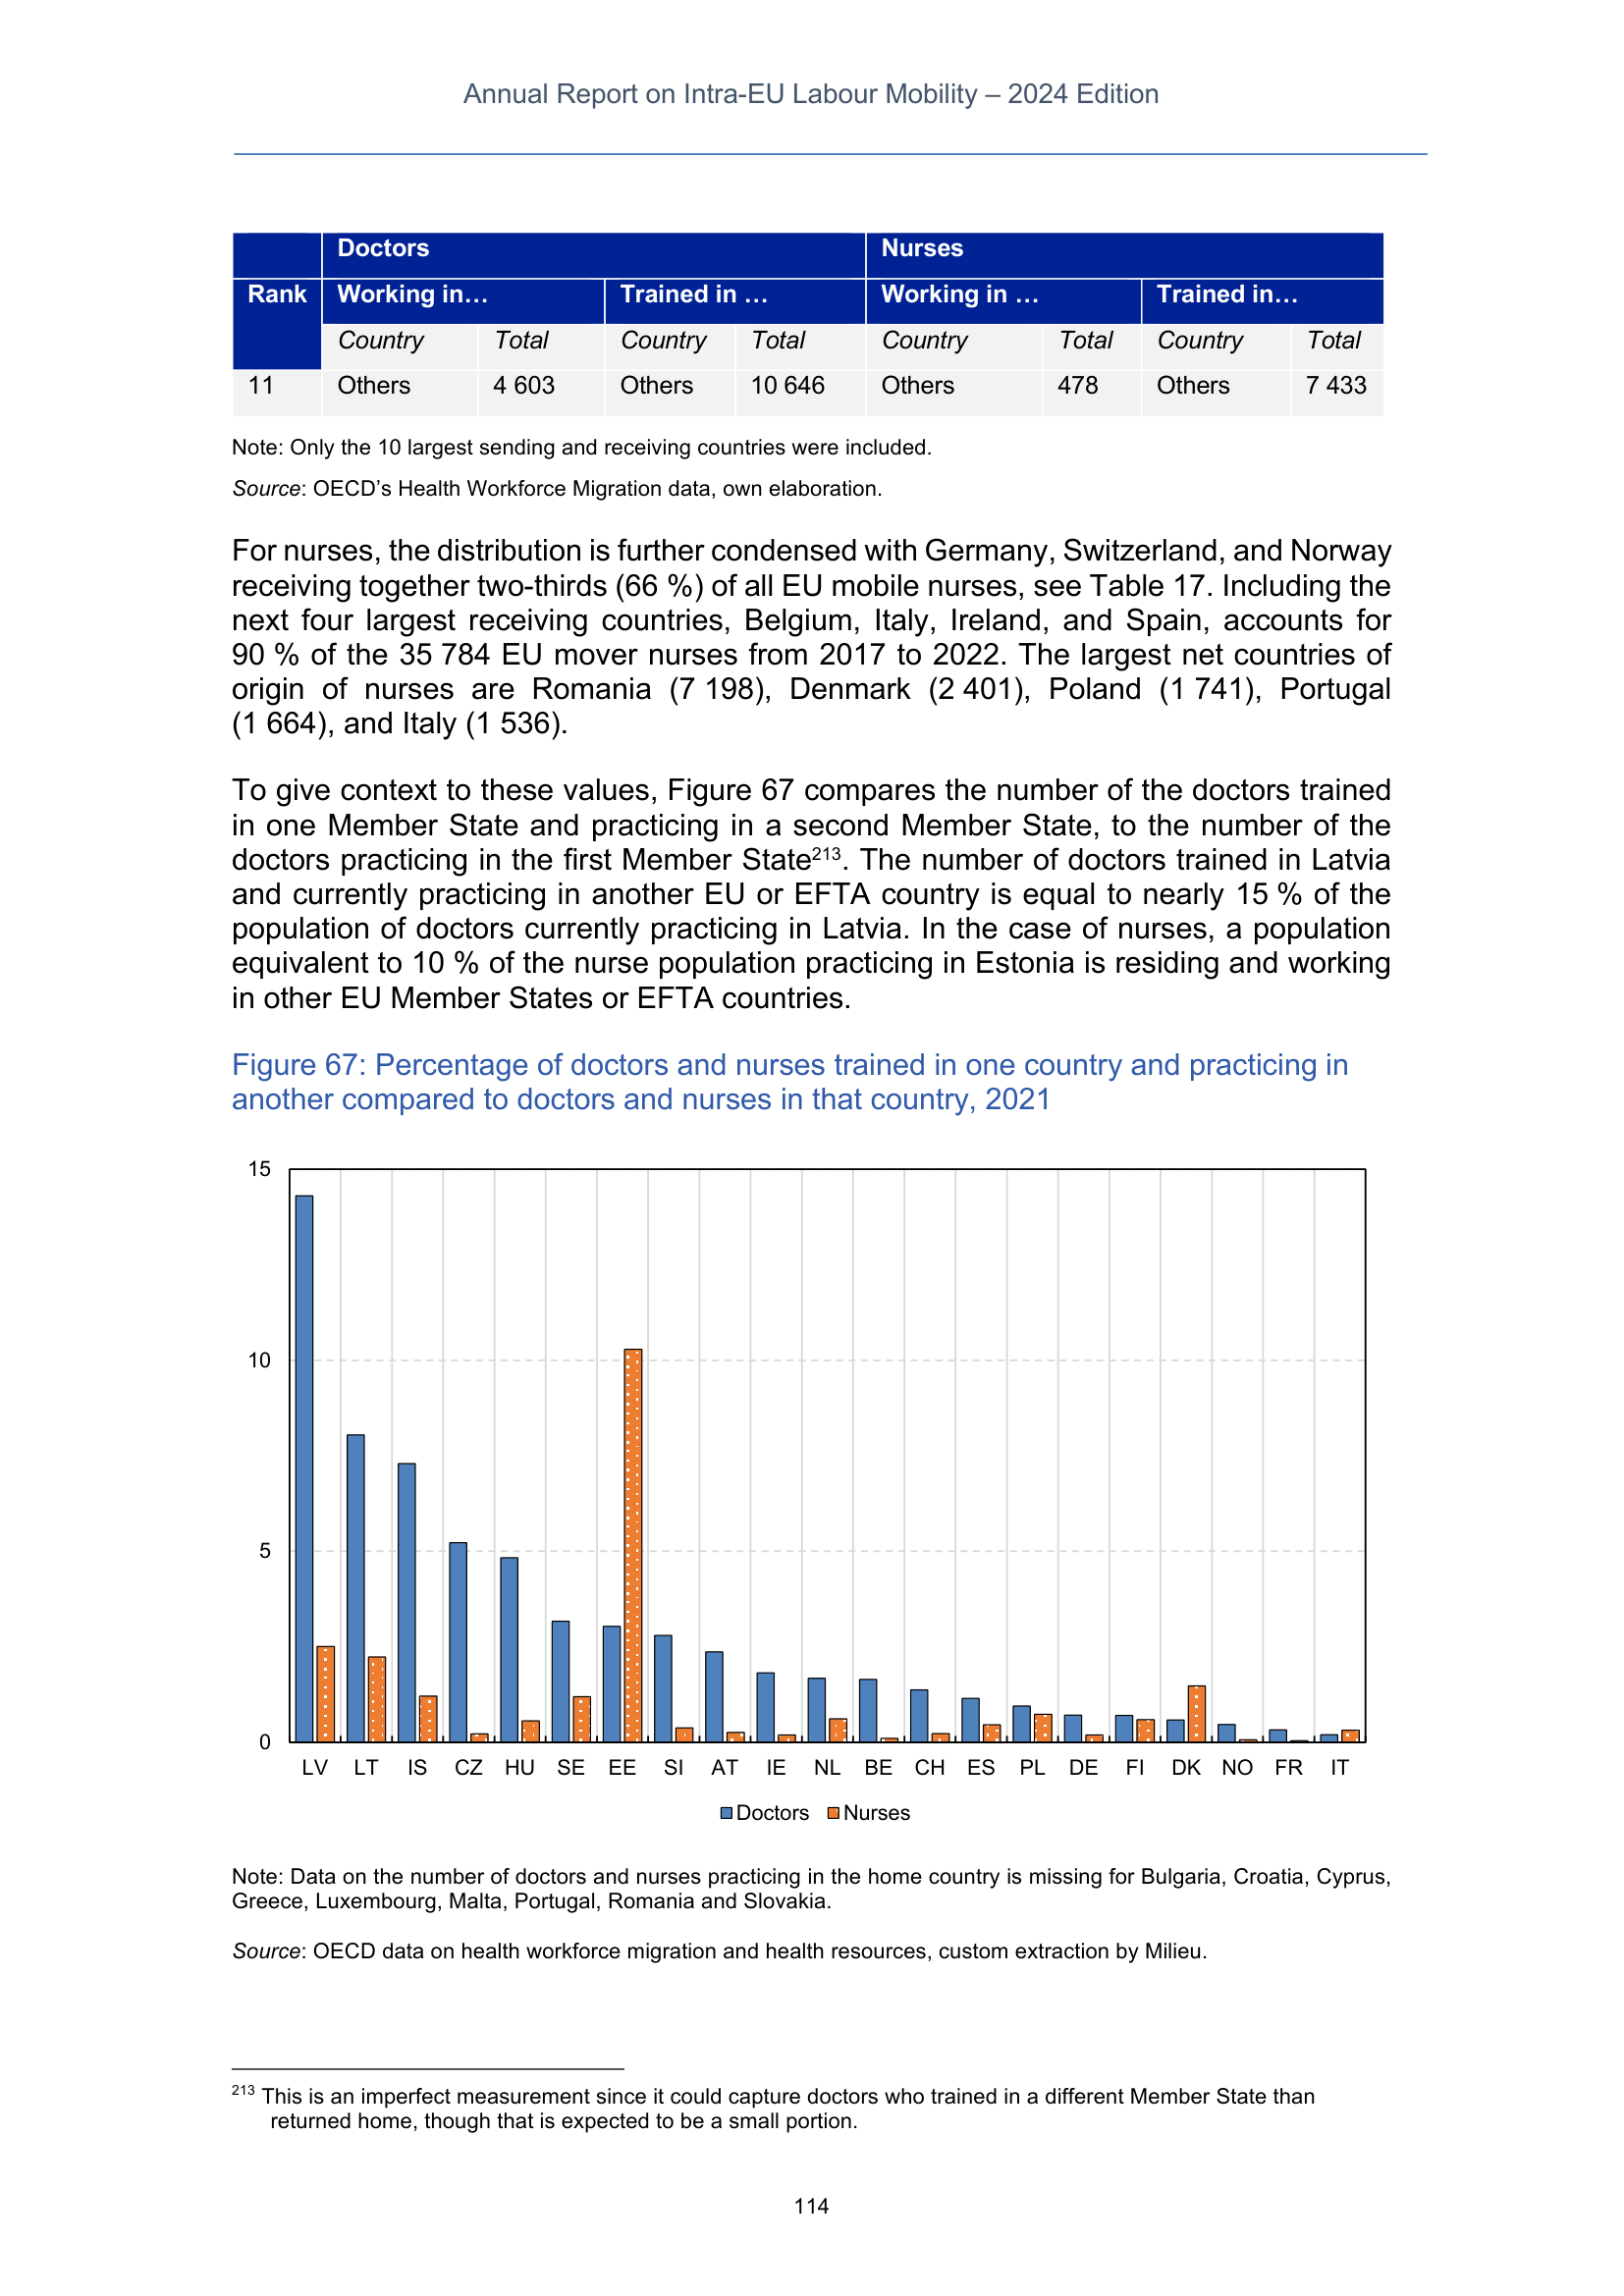 Annual Report on Intra-EU Labour Mobility – 2024 Edition
Doctors Nurses
Rank Working in… Trained in … Working in … Trained in…
Country Total Country Total Country Total Country Total
11 Others 4 603 Others 10 646 Others 478 Others 7 433
Note: Only the 10 largest sending and receiving countries were included.
Source: OECD’s Health Workforce Migration data, own elaboration.
For nurses, the distribution is further condensed with Germany, Switzerland, and Norway
receiving together two-thirds (66 %) of all EU mobile nurses, see Table 17. Including the
next four largest receiving countries, Belgium, Italy, Ireland, and Spain, accounts for
90 % of the 35 784 EU mover nurses from 2017 to 2022. The largest net countries of
origin of nurses are Romania (7 198), Denmark (2 401), Poland (1 741), Portugal
(1 664), and Italy (1 536).
To give context to these values, Figure 67 compares the number of the doctors trained
in one Member State and practicing in a second Member State, to the number of the
doctors practicing in the first Member State213. The number of doctors trained in Latvia
and currently practicing in another EU or EFTA country is equal to nearly 15 % of the
population of doctors currently practicing in Latvia. In the case of nurses, a population
equivalent to 10 % of the nurse population practicing in Estonia is residing and working
in other EU Member States or EFTA countries.
Figure 67: Percentage of doctors and nurses trained in one country and practicing in
another compared to doctors and nurses in that country, 2021
15
10
5
0
LV LT IS CZ HU SE EE SI AT IE NL BE CH ES PL DE FI DK NO FR IT
Doctors Nurses
Note: Data on the number of doctors and nurses practicing in the home country is missing for Bulgaria, Croatia, Cyprus,
Greece, Luxembourg, Malta, Portugal, Romania and Slovakia.
Source: OECD data on health workforce migration and health resources, custom extraction by Milieu.
213 This is an imperfect measurement since it could capture doctors who trained in a different Member State than
returned home, though that is expected to be a small portion.
114